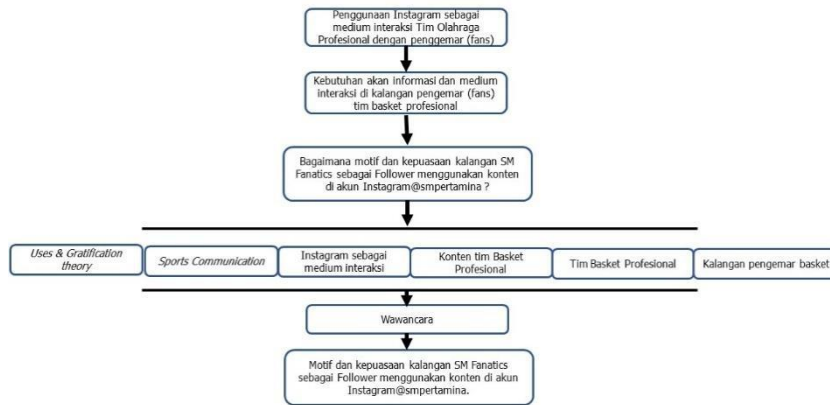 Penggunaan Instagram sebagai
medium interaksi Tim Olahraga
Profesional dengan penggemar (fans)
Kebutuhan akan informasi dan medium
interaksi di kalangan pengemar (fans)
tim basket profesional
Bagaimana motif dan kepuasaan kalangan SM
Fanatics sebagai Follower menggunakan konten
di akun Instagram@smpertamina ?
Uses & Gratification
theory
Sports Communication
Instagram sebagai
medium interaksi
Konten tim Basket
Profesional
Tim Basket Profesional
Kalangan pengemar basket
Wawancara
Motif dan kepuasaan kalangan SM Fanatics
sebagai Follower menggunakan konten di akun
Instagram@smpertamina.